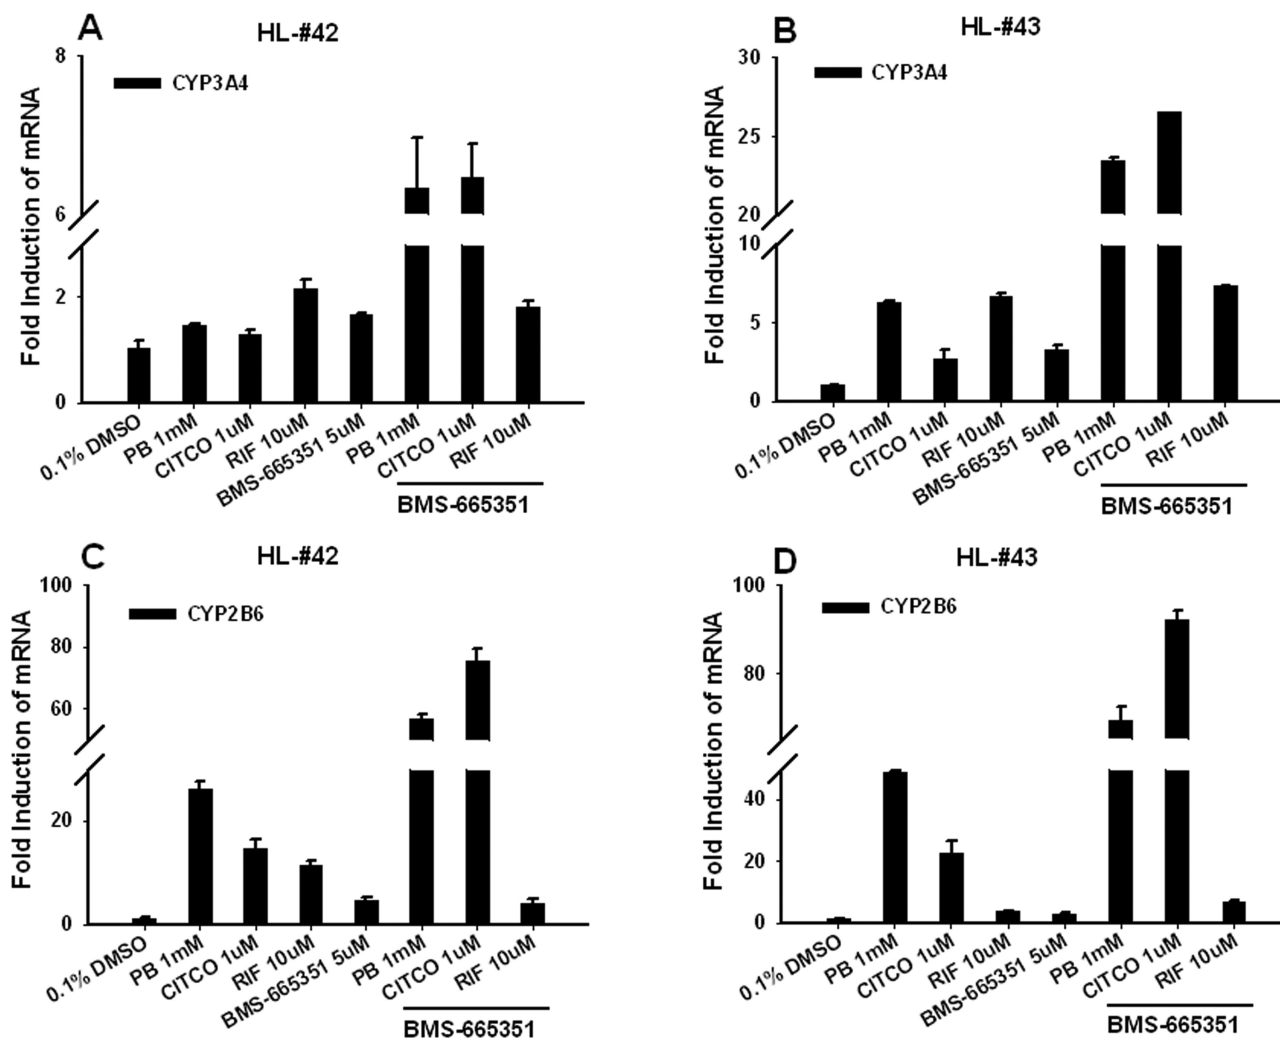 A
HL-#42
CYP3A4
Fold Induction of mRNA
8
6
2
0
0.1% DMSO
PB 1mM
CITCO 1uM
RIF 10uM
BMS-665351 5uM
PB 1mM
CITCO 1uM
RIF 10uM
BMS-665351
B
HL-#43
CYP3A4
Fold Induction of mRNA
30
25
20
10
5
0
0.1% DMSO
PB 1mM
CITCO 1uM
RIF 10uM
BMS-665351 5uM
PB 1mM
CITCO 1uM
RIF 10uM
BMS-665351
C
HL-#42
CYP2B6
Fold Induction of mRNA
100
80
60
20
0
0.1% DMSO
PB 1mM
CITCO 1uM
RIF 10uM
BMS-665351 5uM
PB 1mM
CITCO 1uM
RIF 10uM
BMS-665351
D
HL-#43
CYP2B6
Fold Induction of mRNA
100
80
40
20
0
0.1% DMSO
PB 1mM
CITCO 1uM
RIF 10uM
BMS-665351 5uM
PB 1mM
CITCO 1uM
RIF 10uM
BMS-665351